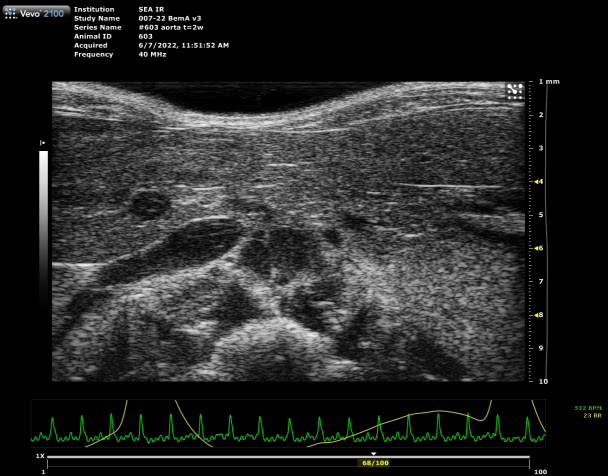 Vevo 2100
Institution SEA IR
Study Name 007-22 BemA v3
Series Name #603 aorta t=2w
Animal ID 603
Acquired 6/7/2022, 11:51:52 AM
Frequency 40 MHz
1 mm
2
3
4
5
6
7
8
9
10
512 BPM
23 RR
1X
68/100
1 100